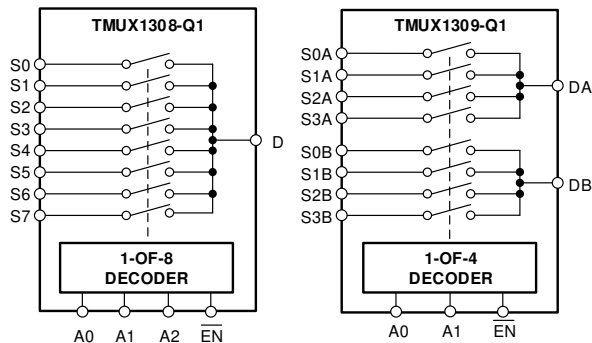 TMUX1308-Q1
S0
S1
S2
S3
S4
S5
S6
S7
D
1-OF-8
DECODER
A0 A1 A2 EN
TMUX1309-Q1
S0A
S1A
S2A
S3A
DA
S0B
S1B
S2B
S3B
DB
1-OF-4
DECODER
A0 A1 EN